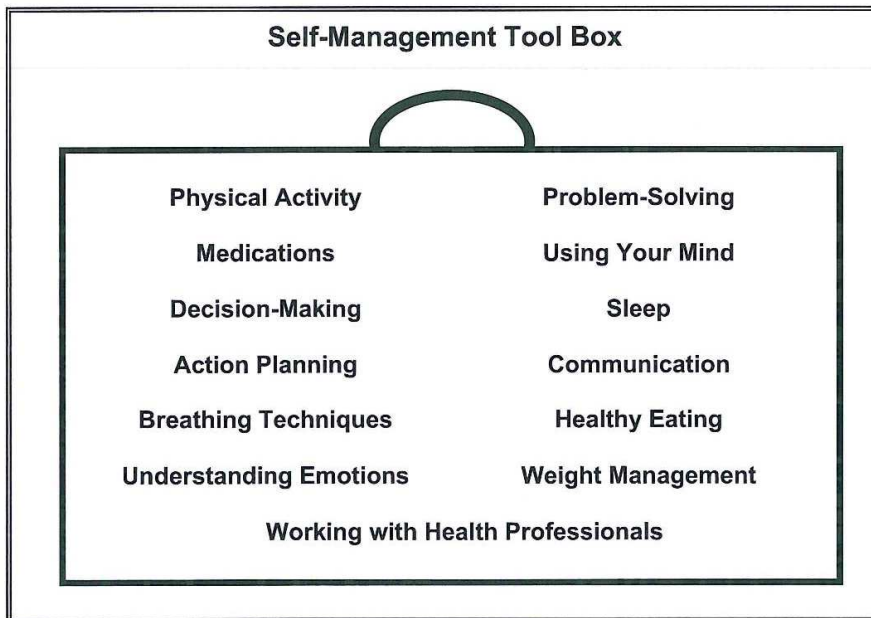 Self-Management Tool Box
Physical Activity
Problem-Solving
Medications
Using Your Mind
Decision-Making
Sleep
Action Planning
Communication
Breathing Techniques
Healthy Eating
Understanding Emotions
Weight Management
Working with Health Professionals